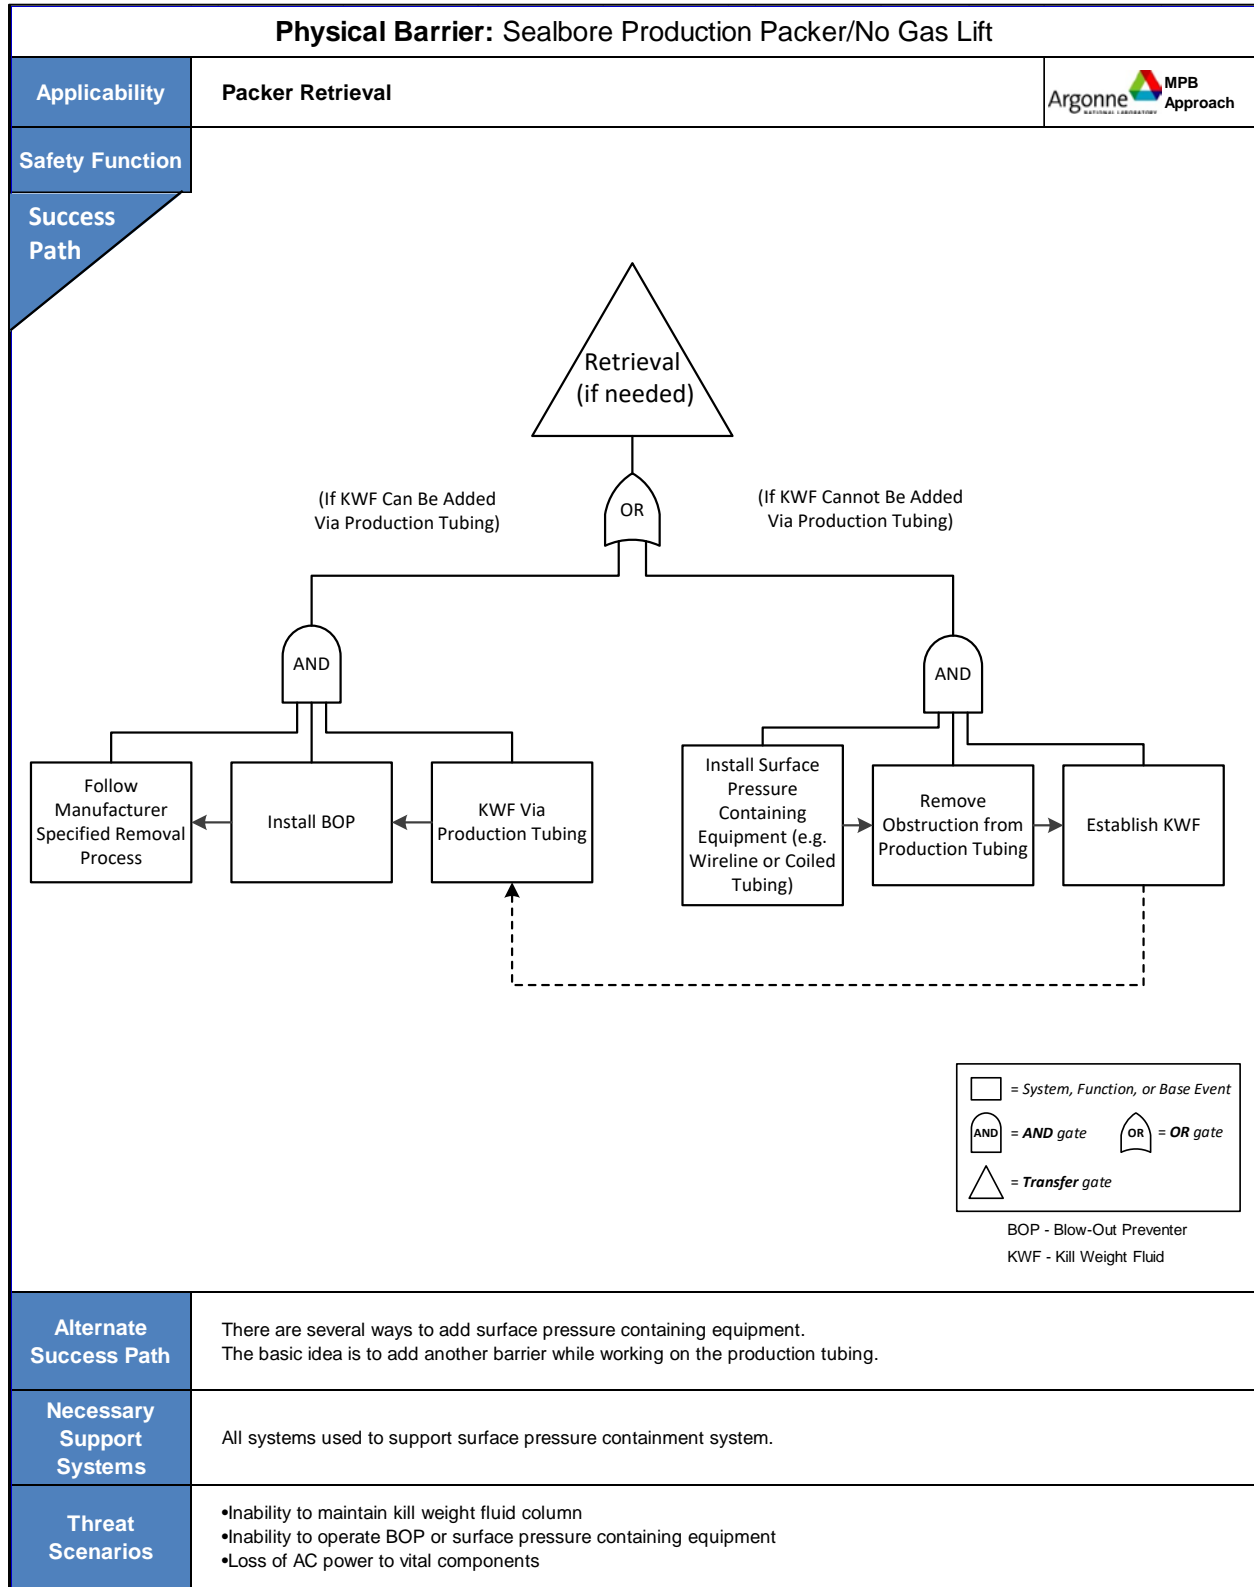 Physical Barrier: Sealbore Production Packer/No Gas Lift
Applicability
Packer Retrieval
Argonne
NATIONAL LABORATORY
MPB
Approach
Safety Function
Success
Path
Retrieval
(if needed)
(If KWF Can Be Added
Via Production Tubing)
OR
(If KWF Cannot Be Added
Via Production Tubing)
AND
AND
Follow
Manufacturer
Specified Removal
Process
Install BOP
KWF Via
Production Tubing
Install Surface
Pressure
Containing
Equipment (e.g.
Wireline or Coiled
Tubing)
Remove
Obstruction from
Production Tubing
Establish KWF
= System, Function, or Base Event
AND = AND gate
OR = OR gate
= Transfer gate
BOP - Blow-Out Preventer
KWF - Kill Weight Fluid
Alternate
Success Path
There are several ways to add surface pressure containing equipment.
The basic idea is to add another barrier while working on the production tubing.
Necessary
Support
Systems
All systems used to support surface pressure containment system.
Threat
Scenarios
•Inability to maintain kill weight fluid column
•Inability to operate BOP or surface pressure containing equipment
•Loss of AC power to vital components